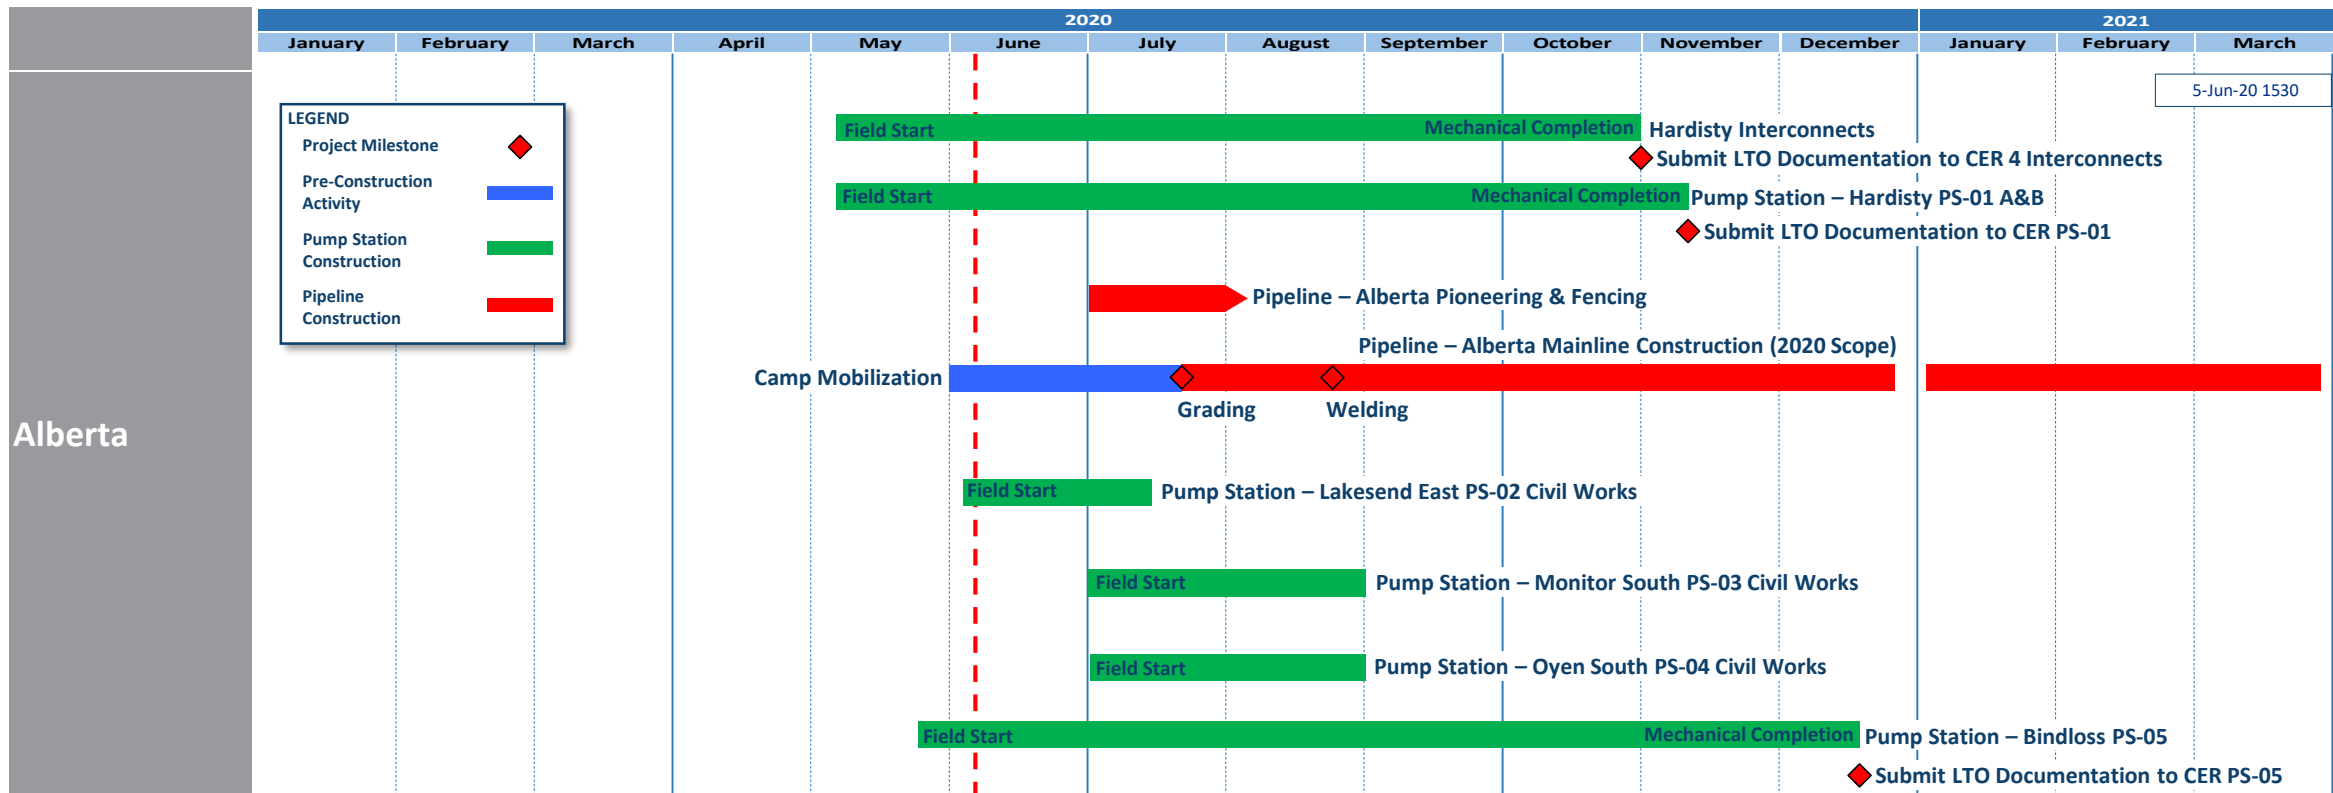 2020
2021
January
February
March
April
May
June
July
August
September
October
November
December
January
February
March
5-Jun-20 1530
LEGEND
Project Milestone
Pre-Construction
Activity
Pump Station
Construction
Pipeline
Construction
Alberta
Field Start
Mechanical Completion
Hardisty Interconnects
Submit LTO Documentation to CER 4 Interconnects
Field Start
Mechanical Completion
Pump Station – Hardisty PS-01 A&B
Submit LTO Documentation to CER PS-01
Pipeline – Alberta Pioneering & Fencing
Pipeline – Alberta Mainline Construction (2020 Scope)
Camp Mobilization
Grading
Welding
Field Start
Pump Station – Lakesend East PS-02 Civil Works
Field Start
Pump Station – Monitor South PS-03 Civil Works
Field Start
Pump Station – Oyen South PS-04 Civil Works
Field Start
Mechanical Completion
Pump Station – Bindloss PS-05
Submit LTO Documentation to CER PS-05